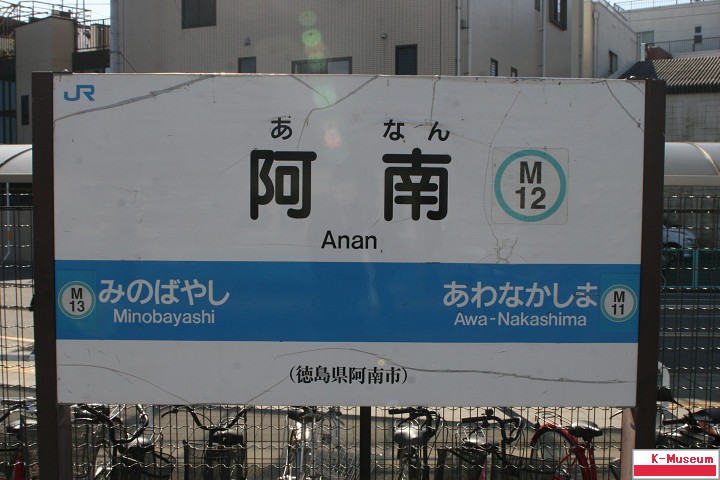 JR
あ な ん
阿 南
M
12
Anan
M
13
みのばやし
Minobayashi
あわなかしま
Awa-Nakashima
M
11
(徳島県阿南市)
K-Museum